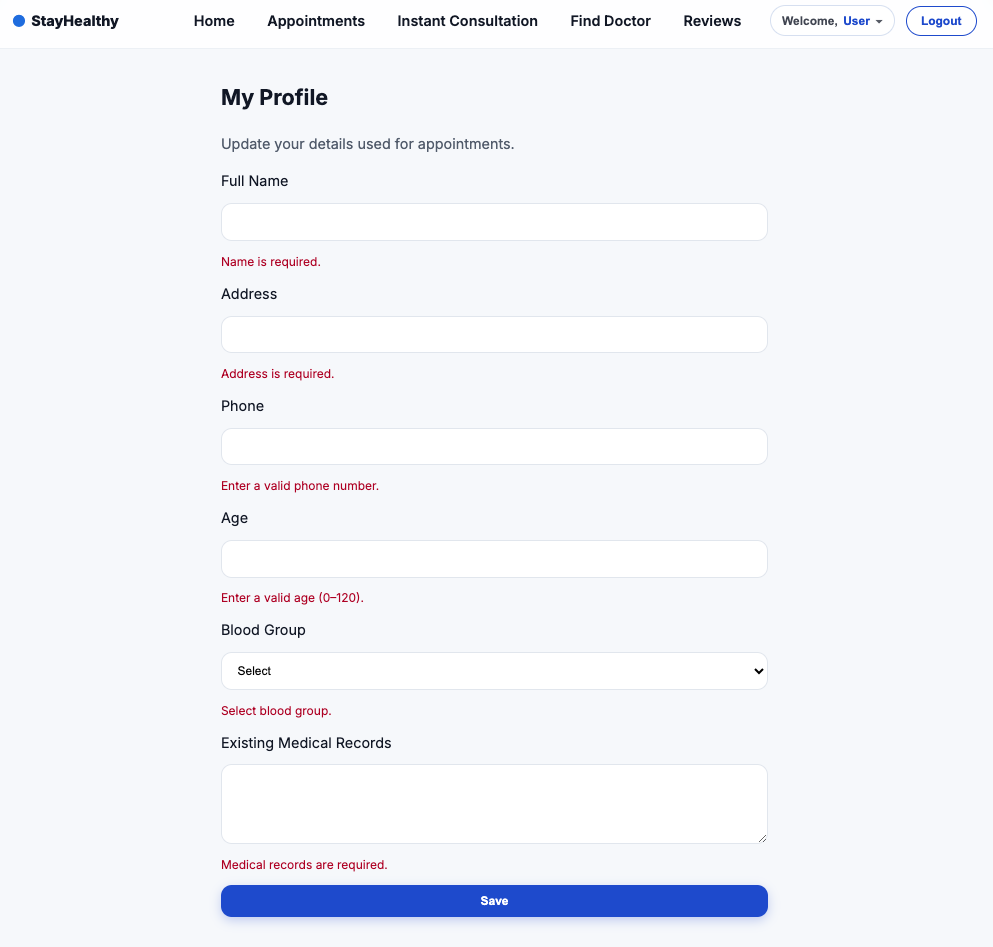 StayHealthy Home Appointments Instant Consultation Find Doctor Reviews Welcome, User Logout
My Profile
Update your details used for appointments.
Full Name
Name is required.
Address
Address is required.
Phone
Enter a valid phone number.
Age
Enter a valid age (0–120).
Blood Group
Select
Select blood group.
Existing Medical Records
Medical records are required.
Save